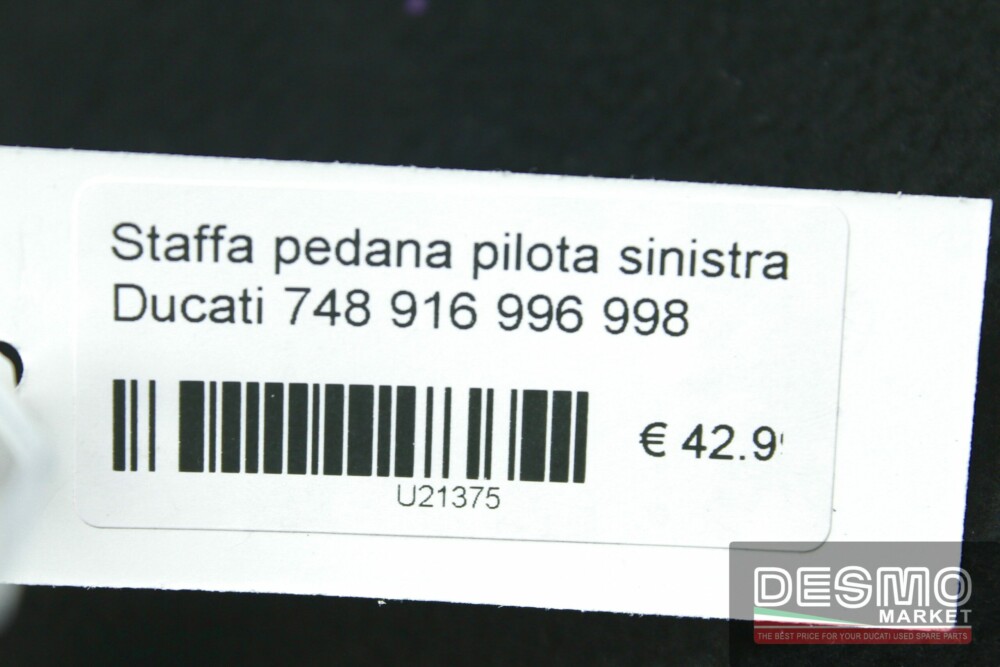 Staffa pedana pilota sinistra
Ducati 748 916 996 998
€ 42.9
U21375
DESMO
MARKET
THE BEST PRICE FOR YOUR DUCATI USED SPARE PARTS